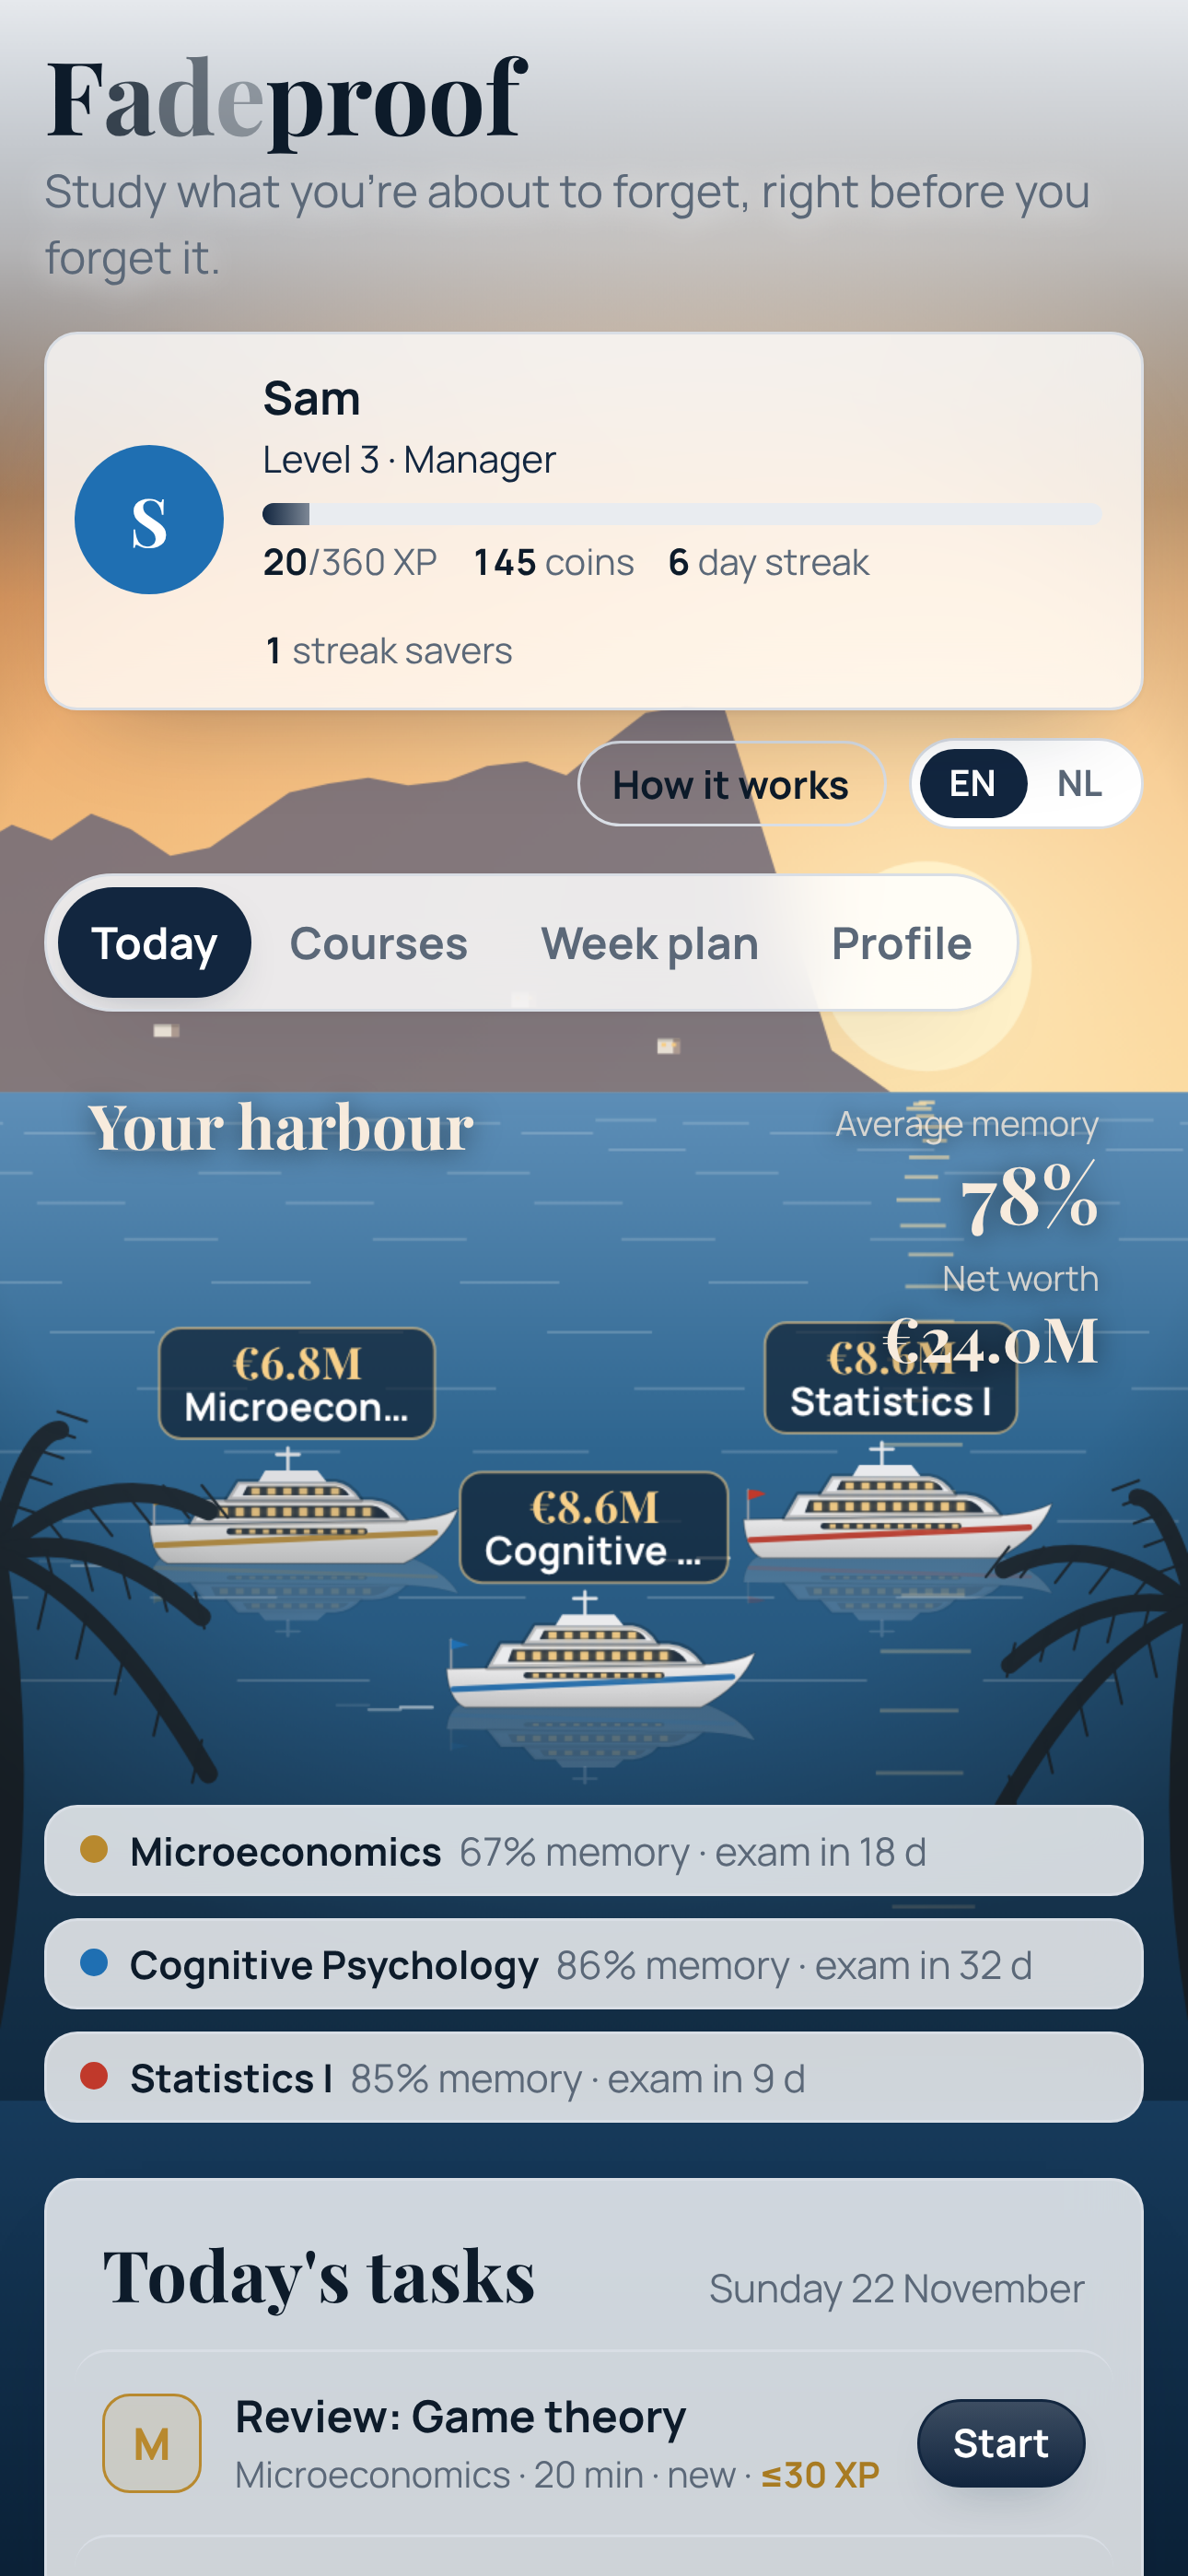 Fadeproof
Study what you're about to forget, right before you
forget it.
Sam
S
Level 3 · Manager
20/360 XP 145 coins 6 day streak
1 streak savers
How it works EN NL
Today Courses Week plan Profile
Your harbour
Average memory
78%
Net worth
€24.0M
€6.8M
Microecon...
€8.6M
Statistics I
€8.6M
Cognitive ...
Microeconomics 67% memory · exam in 18 d
Cognitive Psychology 86% memory · exam in 32 d
Statistics I 85% memory · exam in 9 d
Today's tasks Sunday 22 November
M
Review: Game theory
Microeconomics · 20 min · new · ≤30 XP
Start